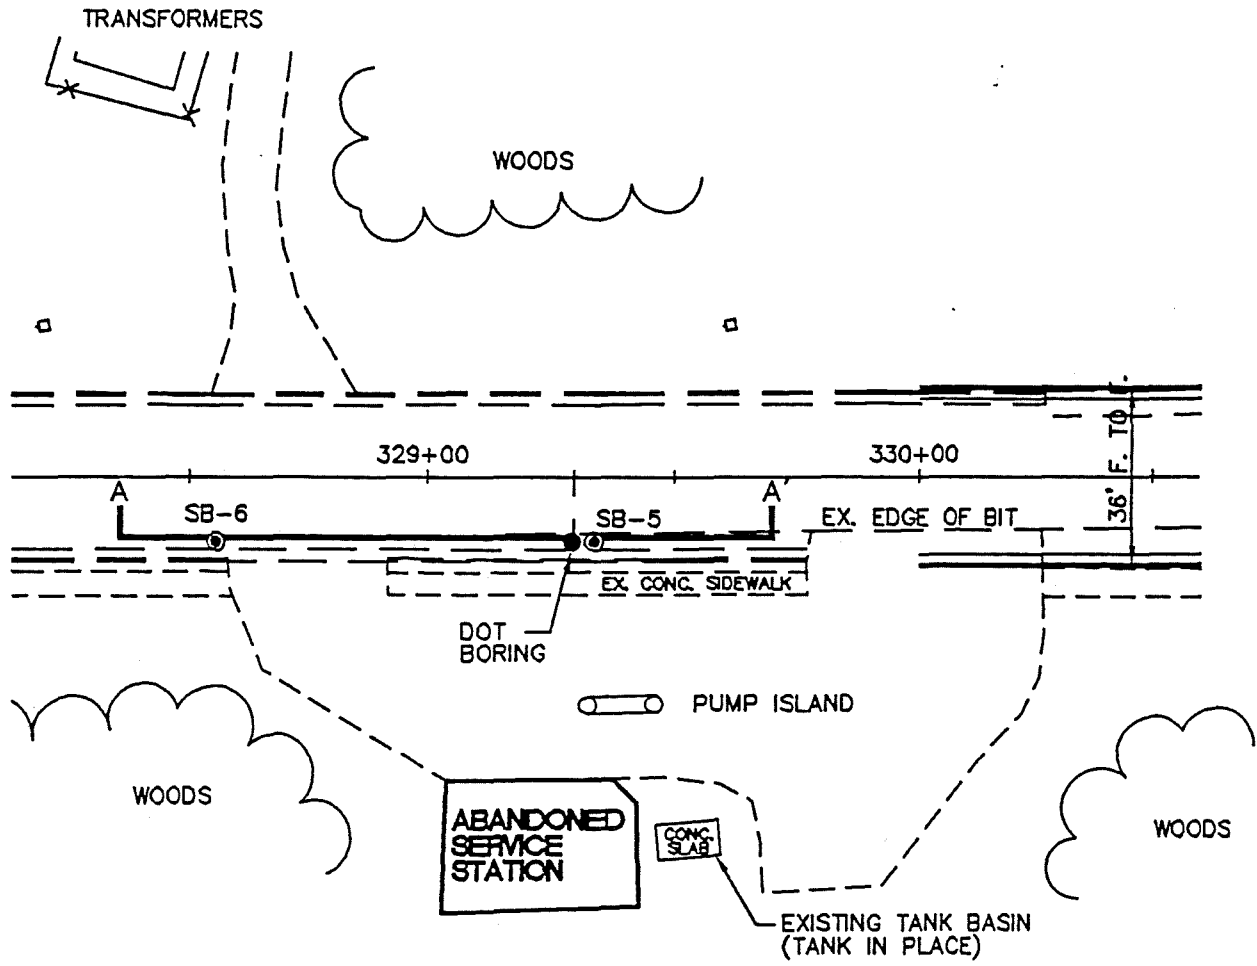 TRANSFORMERS
WOODS
329+00
330+00
36' F. TO F.
A
A'
SB-6
SB-5
EX. EDGE OF BIT
EX. CONC. SIDEWALK
DOT
BORING
PUMP ISLAND
WOODS
ABANDONED
SERVICE
STATION
CONC.
SLAB
WOODS
EXISTING TANK BASIN
(TANK IN PLACE)